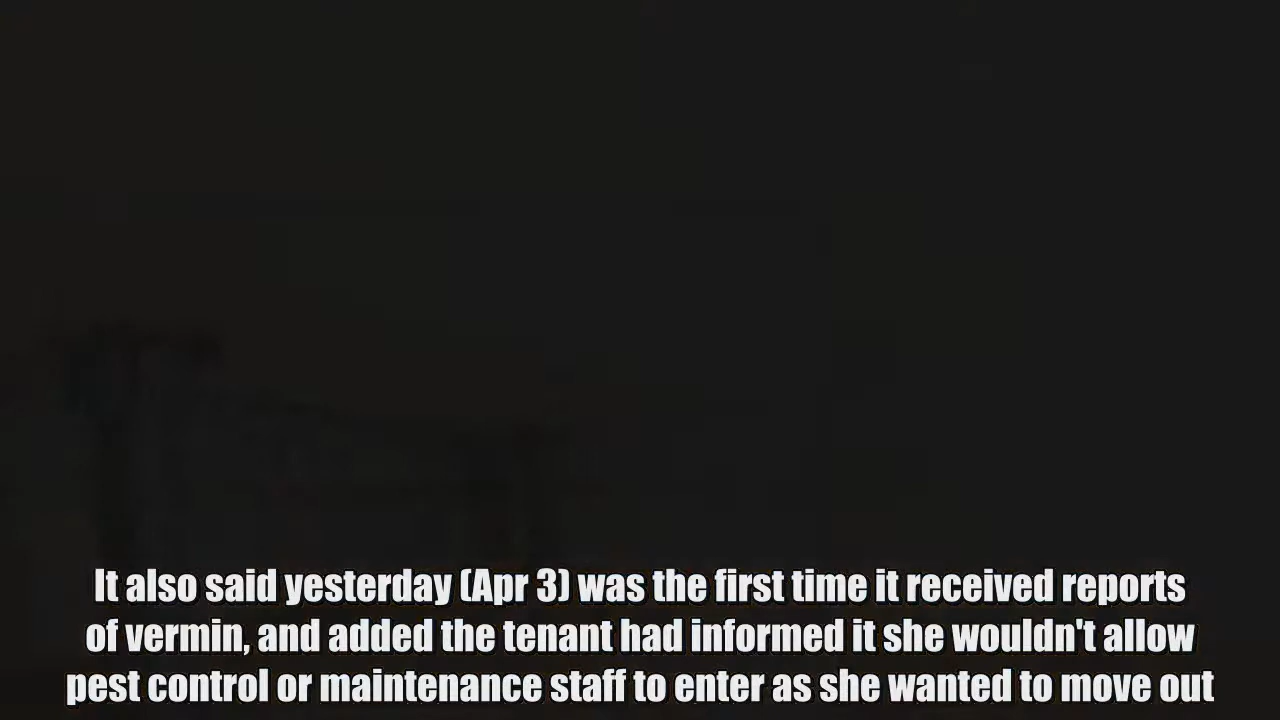 It also said yesterday (Apr 3) was the first time it received reports
of vermin, and added the tenant had informed it she wouldn't allow
pest control or maintenance staff to enter as she wanted to move out